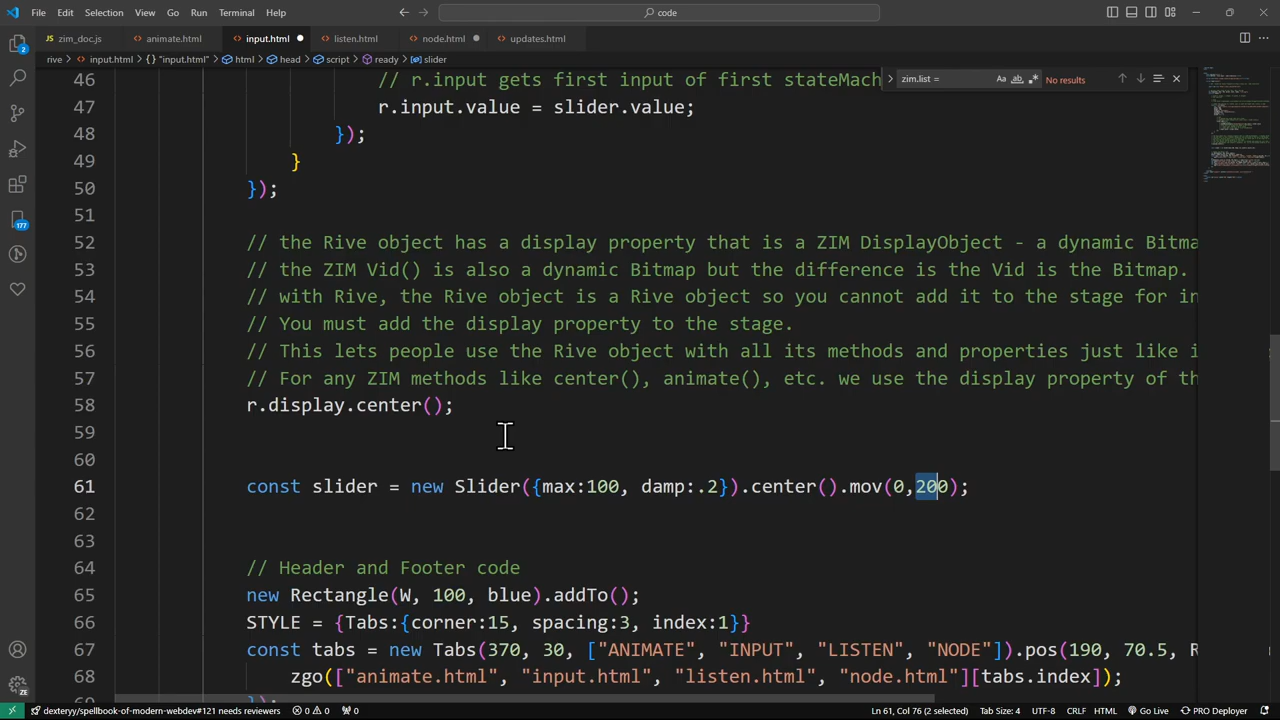 File Edit Selection View Go Run Terminal Help
code
zim_doc.js animate.html input.html listen.html node.html updates.html
rive > input.html > {} "input.html" > html > head > script > ready > slider
zim.list = Aa ab .* No results
46 // r.input gets first input of first stateMach
47 r.input.value = slider.value;
48 });
49 }
50 });
51
52 // the Rive object has a display property that is a ZIM DisplayObject - a dynamic Bitma
53 // the ZIM Vid() is also a dynamic Bitmap but the difference is the Vid is the Bitmap.
54 // with Rive, the Rive object is a Rive object so you cannot add it to the stage for in
55 // You must add the display property to the stage.
56 // This lets people use the Rive object with all its methods and properties just like i
57 // For any ZIM methods like center(), animate(), etc. we use the display property of th
58 r.display.center();
59
60
61 const slider = new Slider({max:100, damp:.2}).center().mov(0,200);
62
63
64 // Header and Footer code
65 new Rectangle(W, 100, blue).addTo();
66 STYLE = {Tabs:{corner:15, spacing:3, index:1}}
67 const tabs = new Tabs(370, 30, ["ANIMATE", "INPUT", "LISTEN", "NODE"]).pos(190, 70.5, R
68 zgo(["animate.html", "input.html", "listen.html", "node.html"][tabs.index]);
69 });
2
177
ZE
dexteryy/spellbook-of-modern-webdev#121 needs reviewers 0 0 0 Ln 61, Col 76 (2 selected) Tab Size: 4 UTF-8 CRLF HTML Go Live PRO Deployer